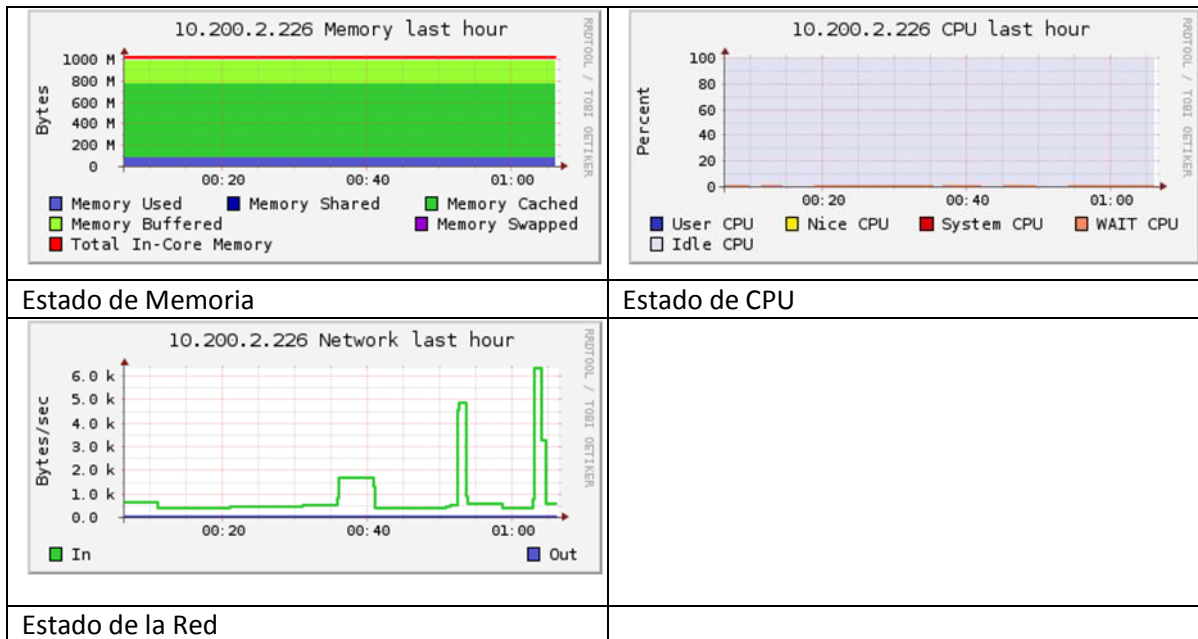 10.200.2.226 Memory last hour
RRDTOOL / TOBI OETIKER
Bytes
1000 M
800 M
600 M
400 M
200 M
0
00:20 00:40 01:00
Memory Used Memory Shared Memory Cached
Memory Buffered Memory Swapped
Total In-Core Memory
10.200.2.226 CPU last hour
RRDTOOL / TOBI OETIKER
Percent
100
80
60
40
20
0
00:20 00:40 01:00
User CPU Nice CPU System CPU WAIT CPU
Idle CPU
Estado de Memoria
Estado de CPU
10.200.2.226 Network last hour
RRDTOOL / TOBI OETIKER
Bytes/sec
6.0 k
5.0 k
4.0 k
3.0 k
2.0 k
1.0 k
0.0
00:20 00:40 01:00
In Out
Estado de la Red